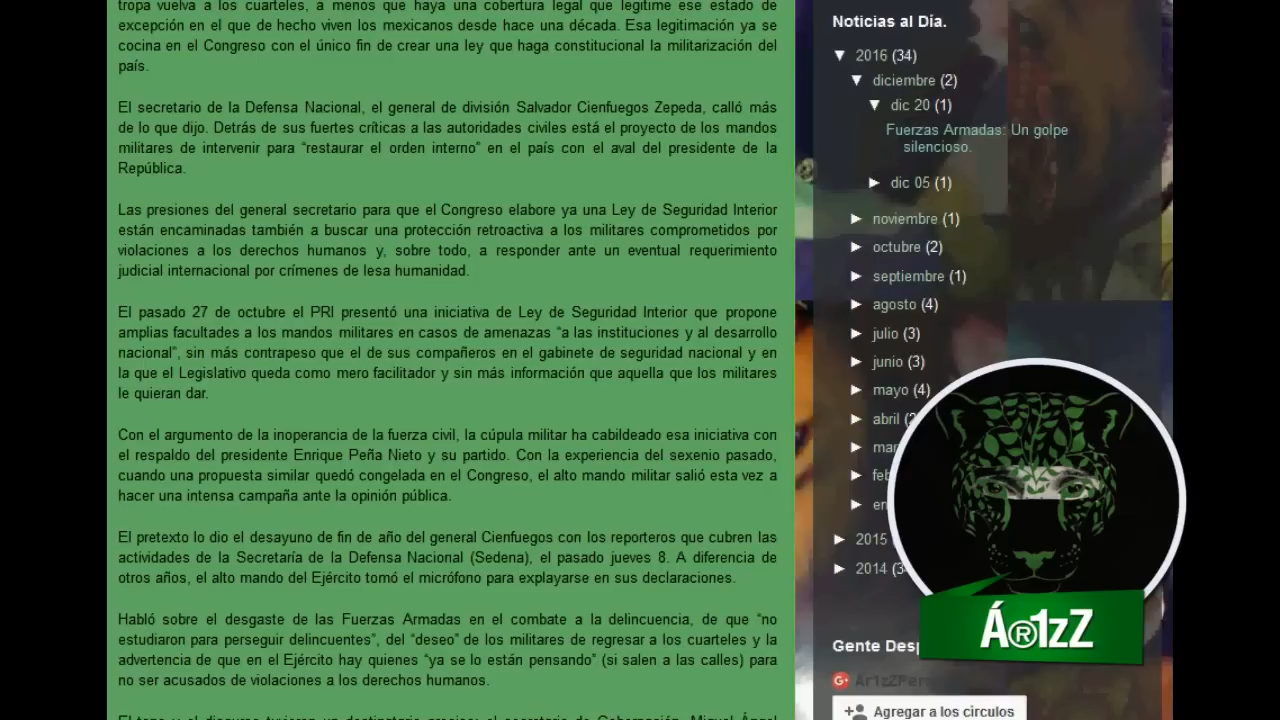 tropa vuelva a los cuarteles, a menos que haya una cobertura legal que legitime ese estado de
excepción en el que de hecho viven los mexicanos desde hace una década. Esa legitimación ya se
cocina en el Congreso con el único fin de crear una ley que haga constitucional la militarización del
país.
El secretario de la Defensa Nacional, el general de división Salvador Cienfuegos Zepeda, calló más
de lo que dijo. Detrás de sus fuertes críticas a las autoridades civiles está el proyecto de los mandos
militares de intervenir para “restaurar el orden interno” en el país con el aval del presidente de la
República.
Las presiones del general secretario para que el Congreso elabore ya una Ley de Seguridad Interior
están encaminadas también a buscar una protección retroactiva a los militares comprometidos por
violaciones a los derechos humanos y, sobre todo, a responder ante un eventual requerimiento
judicial internacional por crímenes de lesa humanidad.
El pasado 27 de octubre el PRI presentó una iniciativa de Ley de Seguridad Interior que propone
amplias facultades a los mandos militares en casos de amenazas “a las instituciones y al desarrollo
nacional”, sin más contrapeso que el de sus compañeros en el gabinete de seguridad nacional y en
la que el Legislativo queda como mero facilitador y sin más información que aquella que los militares
le quieran dar.
Con el argumento de la inoperancia de la fuerza civil, la cúpula militar ha cabildeado esa iniciativa con
el respaldo del presidente Enrique Peña Nieto y su partido. Con la experiencia del sexenio pasado,
cuando una propuesta similar quedó congelada en el Congreso, el alto mando militar salió esta vez a
hacer una intensa campaña ante la opinión pública.
El pretexto lo dio el desayuno de fin de año del general Cienfuegos con los reporteros que cubren las
actividades de la Secretaría de la Defensa Nacional (Sedena), el pasado jueves 8. A diferencia de
otros años, el alto mando del Ejército tomó el micrófono para explayarse en sus declaraciones.
Habló sobre el desgaste de las Fuerzas Armadas en el combate a la delincuencia, de que “no
estudiaron para perseguir delincuentes”, del “deseo” de los militares de regresar a los cuarteles y la
advertencia de que en el Ejército hay quienes “ya se lo están pensando” (si salen a las calles) para
no ser acusados de violaciones a los derechos humanos.
El tono y el discurso tuvieron un destinatario preciso: el secretario de Gobernación, Miguel Ángel
Noticias al Día.
▼ 2016 (34)
▼ diciembre (2)
▼ dic 20 (1)
Fuerzas Armadas: Un golpe
silencioso.
► dic 05 (1)
► noviembre (1)
► octubre (2)
► septiembre (1)
► agosto (4)
► julio (3)
► junio (3)
► mayo (4)
► abril
► mar
► feb
► en
► 2015
► 2014
Gente Desp
Ár1zZPer
Agregar a los círculos
Á®1zZ